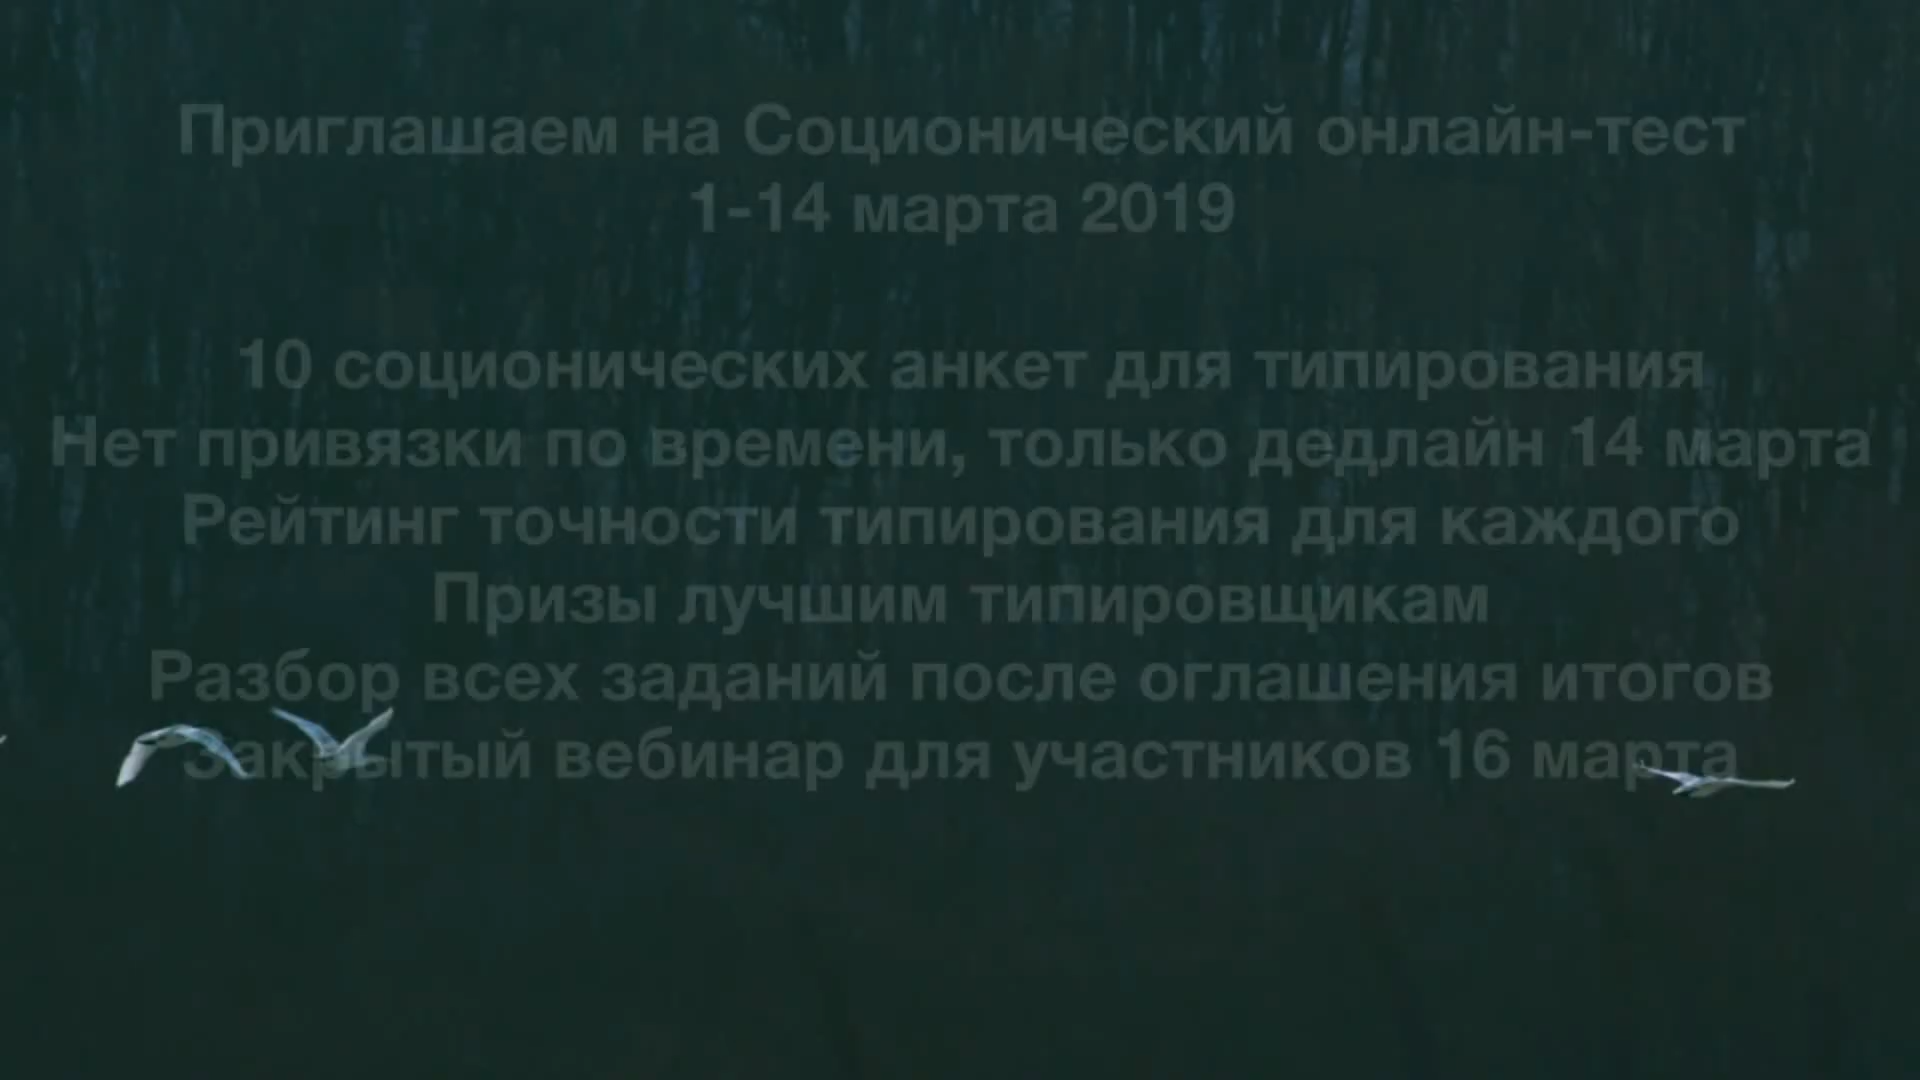 Приглашаем на Соционический онлайн-тест
1-14 марта 2019
10 соционических анкет для типирования
Нет привязки по времени, только дедлайн 14 марта
Рейтинг точности типирования для каждого
Призы лучшим типировщикам
Разбор всех заданий после оглашения итогов
Закрытый вебинар для участников 16 марта